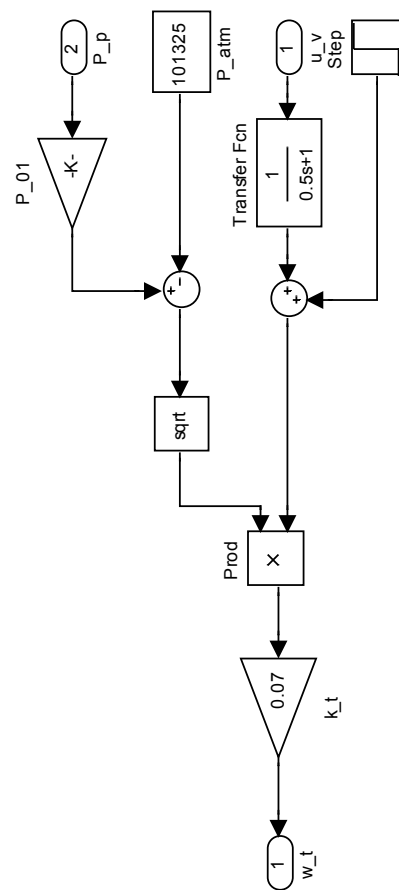 2
P_p
-K-
P_01
101325
P_atm
1
u_v
Step
1
0.5s+1
Transfer Fcn
+
−
+
+
sqrt
×
Prod
0.07
k_t
1
w_t